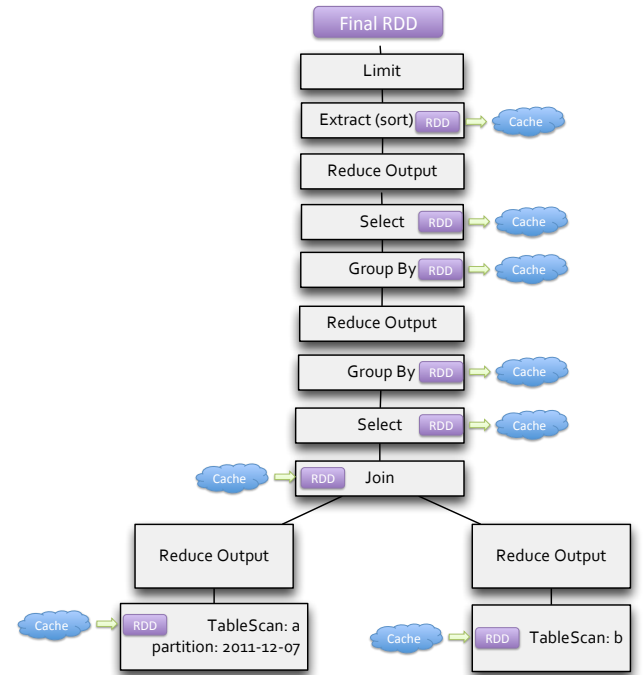 Final RDD
Limit
Extract (sort) RDD Cache
Reduce Output
Select RDD Cache
Group By RDD Cache
Reduce Output
Group By RDD Cache
Select RDD Cache
Cache RDD Join
Reduce Output
Reduce Output
Cache RDD TableScan: a
partition: 2011-12-07
Cache RDD TableScan: b